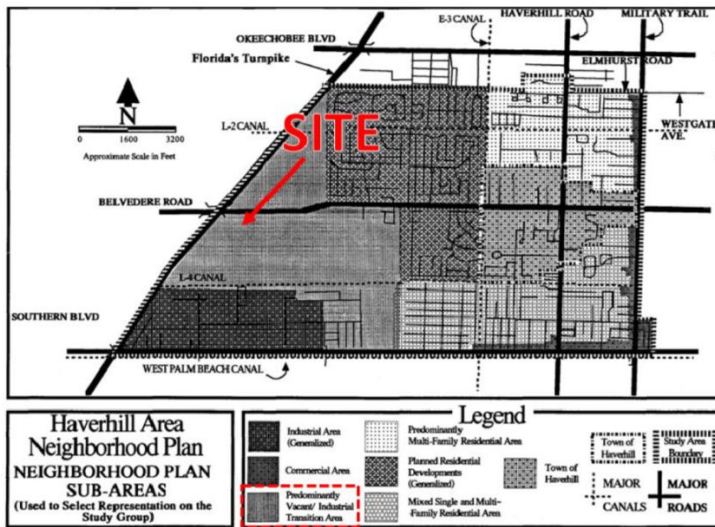 E-3 CANAL
HAVERHILL ROAD
MILITARY TRAIL
OKEECHOBEE BLVD
Florida's Turnpike
ELMHURST ROAD
N
0 1600 3200
Approximate Scale in Feet
L-2 CANAL
SITE
WESTGATE
AVE.
BELVEDERE ROAD
L-4 CANAL
SOUTHERN BLVD
WEST PALM BEACH CANAL
Haverhill Area
Neighborhood Plan
NEIGHBORHOOD PLAN
SUB-AREAS
(Used to Select Representation on the
Study Group)
Legend
Industrial Area
(Generalized)
Commercial Area
Predominantly
Vacant/ Industrial
Transition Area
Predominantly
Multi-Family Residential Area
Planned Residential
Developments
(Generalized)
Mixed Single and Multi-
Family Residential Area
Town of
Haverhill
Town of
Haverhill
Study Area
Boundary
MAJOR
CANALS
MAJOR
ROADS